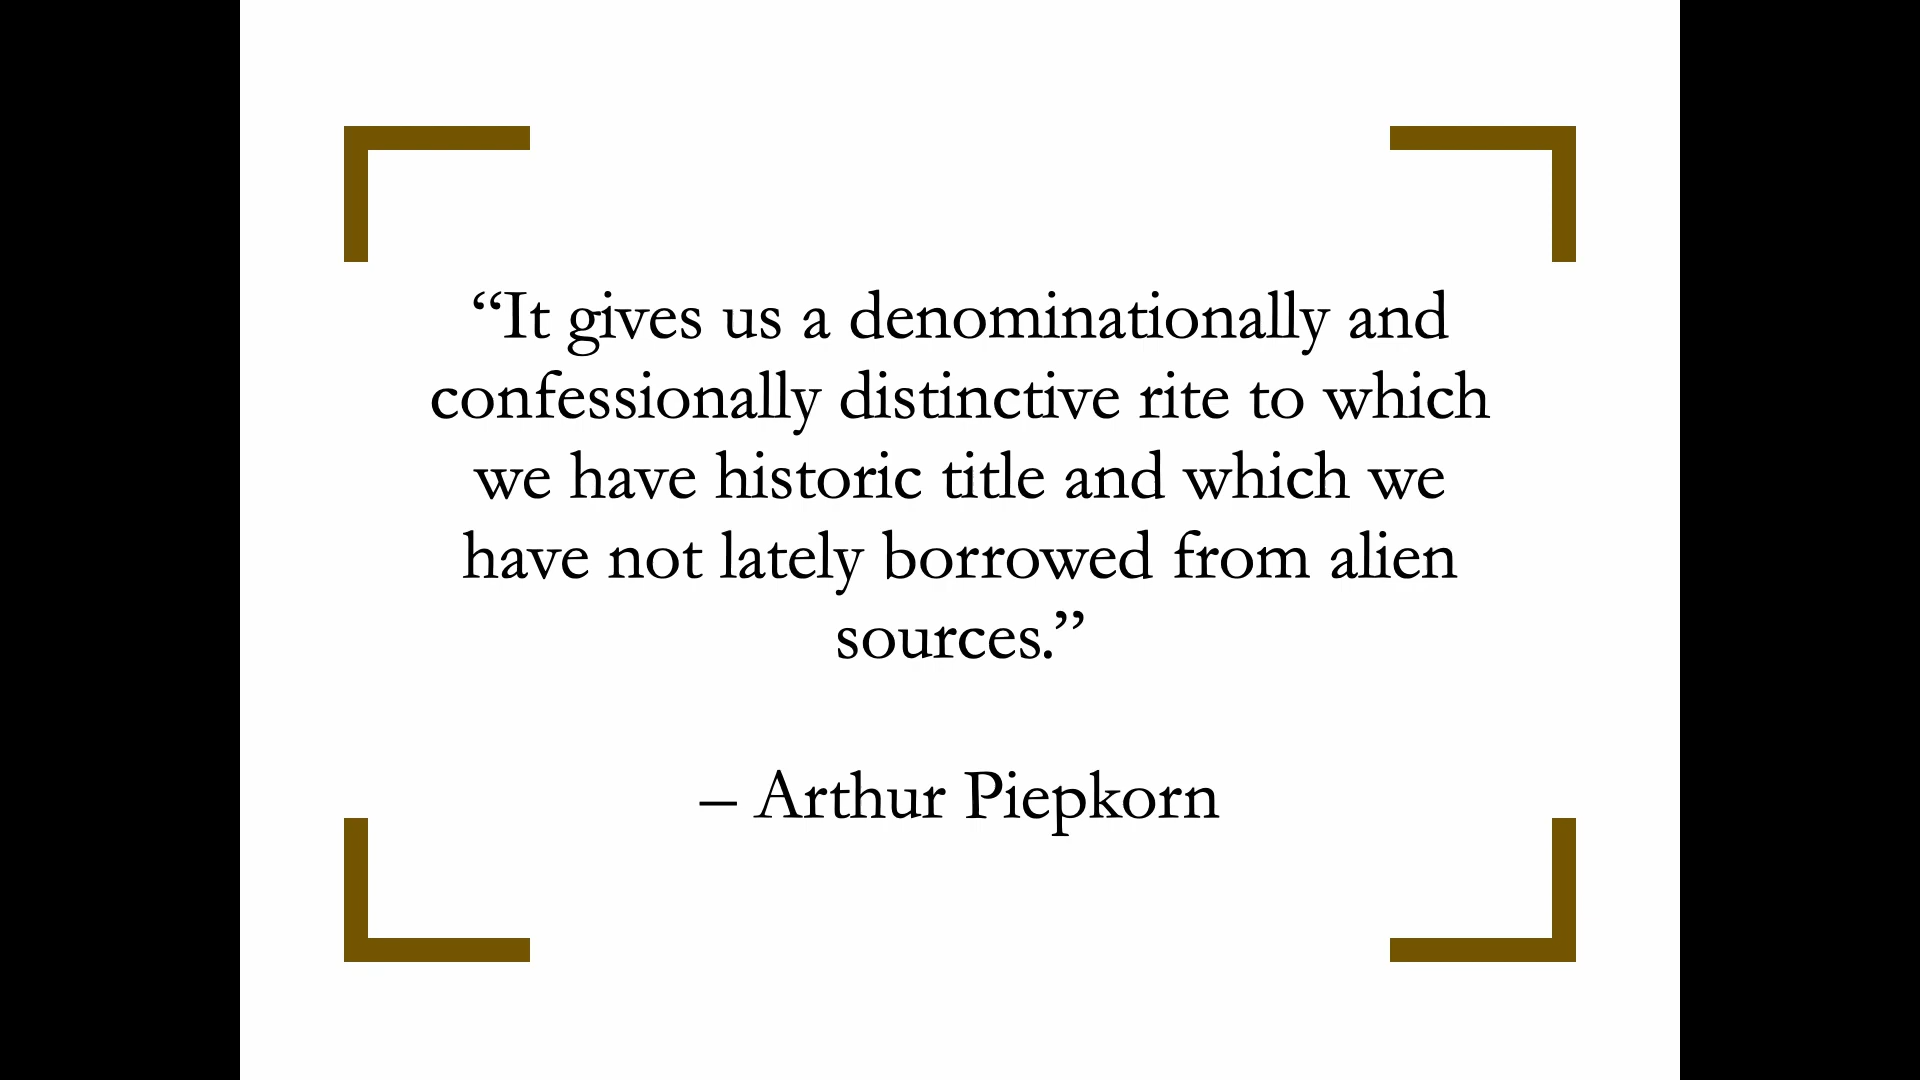 “It gives us a denominationally and
confessionally distinctive rite to which
we have historic title and which we
have not lately borrowed from alien
sources.”
– Arthur Piepkorn